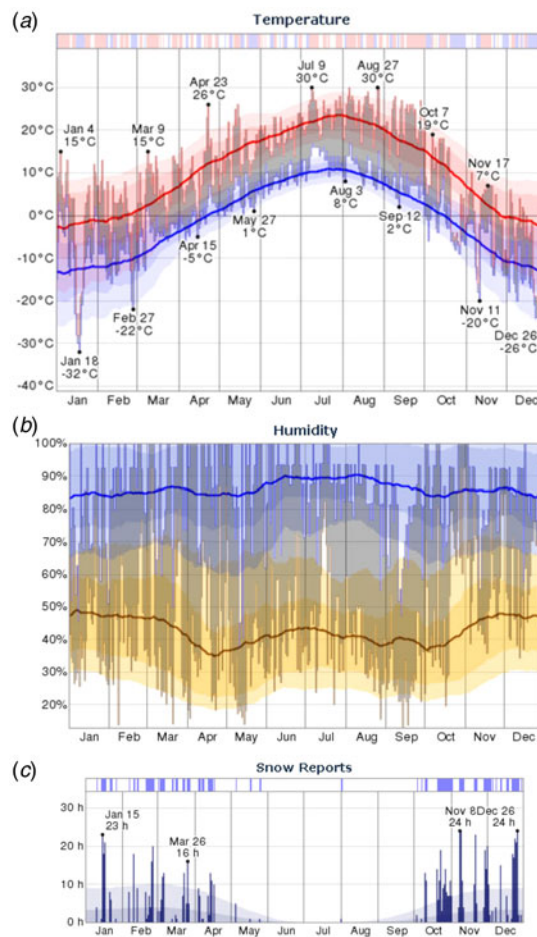 (a)
Temperature
30°C
20°C
10°C
0°C
-10°C
-20°C
-30°C
-40°C
Jan 4
15°C
Mar 9
15°C
Apr 23
26°C
Jul 9
30°C
Aug 27
30°C
Oct 7
19°C
Nov 17
7°C
Jan 18
-32°C
Feb 27
-22°C
Apr 15
-5°C
May 27
1°C
Aug 3
8°C
Sep 12
2°C
Nov 11
-20°C
Dec 26
-26°C
Jan Feb Mar Apr May Jun Jul Aug Sep Oct Nov Dec
(b)
Humidity
100%
90%
80%
70%
60%
50%
40%
30%
20%
Jan Feb Mar Apr May Jun Jul Aug Sep Oct Nov Dec
(c)
Snow Reports
30 h
20 h
10 h
0 h
Jan 15
23 h
Mar 26
16 h
Nov 8
24 h
Dec 26
24 h
Jan Feb Mar Apr May Jun Jul Aug Sep Oct Nov Dec